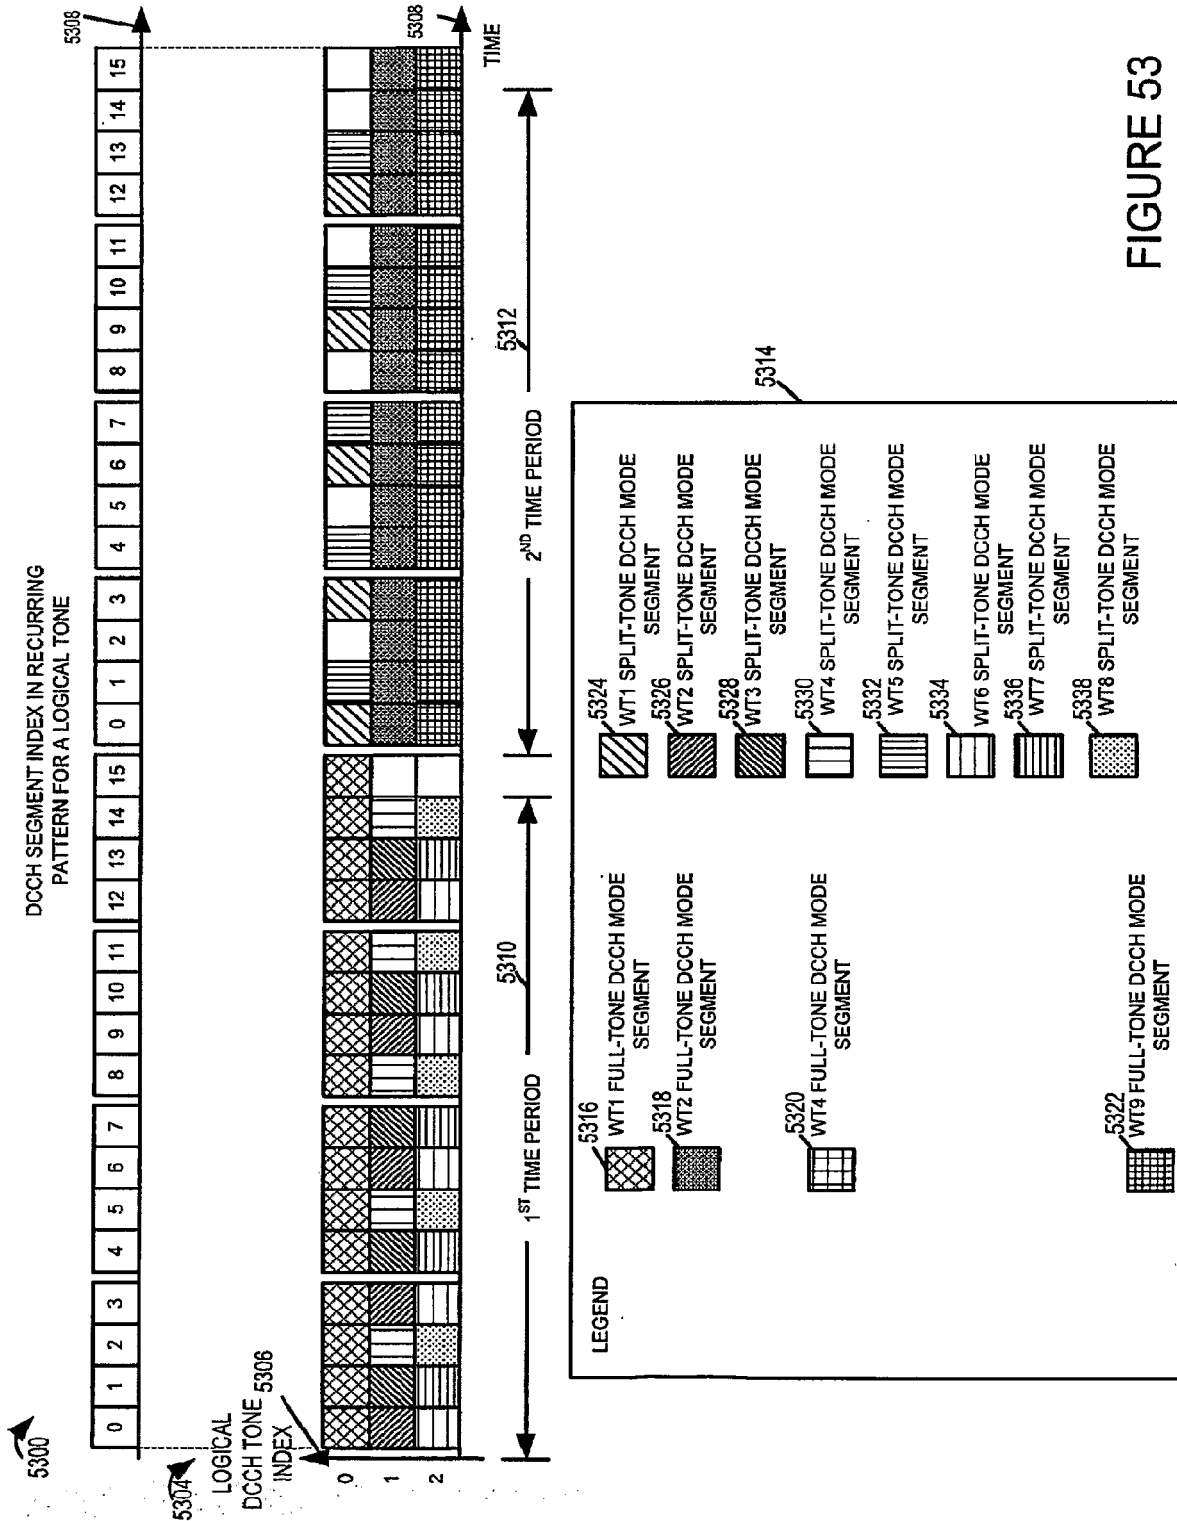 5300
DCCH SEGMENT INDEX IN RECURRING
PATTERN FOR A LOGICAL TONE
0 1 2 3 4 5 6 7 8 9 10 11 12 13 14 15 0 1 2 3 4 5 6 7 8 9 10 11 12 13 14 15
5308
5304
LOGICAL
DCCH TONE
INDEX
5306
0
1
2
5308
TIME
1ST TIME PERIOD
5310
2ND TIME PERIOD
5312
5314
LEGEND
5316
WT1 FULL-TONE DCCH MODE
SEGMENT
5318
WT2 FULL-TONE DCCH MODE
SEGMENT
5320
WT4 FULL-TONE DCCH MODE
SEGMENT
5322
WT9 FULL-TONE DCCH MODE
SEGMENT
5324
WT1 SPLIT-TONE DCCH MODE
SEGMENT
5326
WT2 SPLIT-TONE DCCH MODE
SEGMENT
5328
WT3 SPLIT-TONE DCCH MODE
SEGMENT
5330
WT4 SPLIT-TONE DCCH MODE
SEGMENT
5332
WT5 SPLIT-TONE DCCH MODE
SEGMENT
5334
WT6 SPLIT-TONE DCCH MODE
SEGMENT
5336
WT7 SPLIT-TONE DCCH MODE
SEGMENT
5338
WT8 SPLIT-TONE DCCH MODE
SEGMENT
FIGURE 53